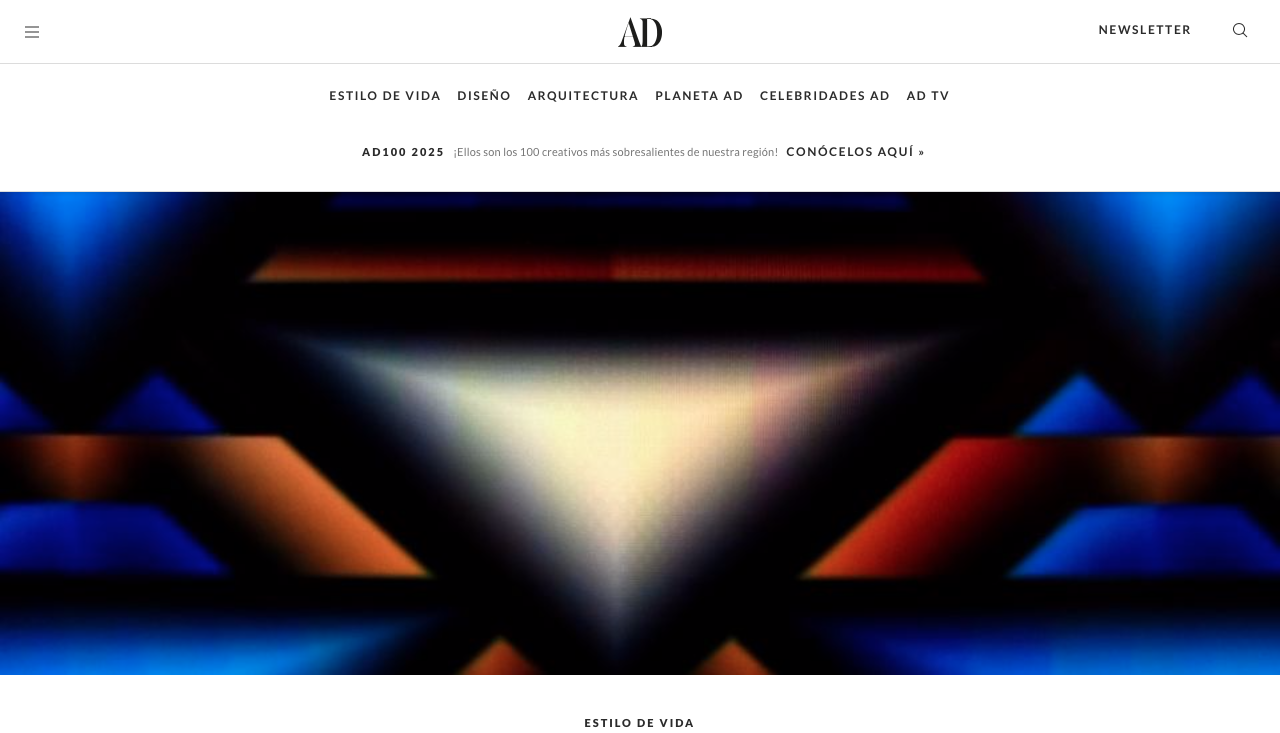 AD
NEWSLETTER
ESTILO DE VIDA DISEÑO ARQUITECTURA PLANETA AD CELEBRIDADES AD AD TV
AD100 2025 ¡Ellos son los 100 creativos más sobresalientes de nuestra región! CONÓCELOS AQUÍ »
ESTILO DE VIDA